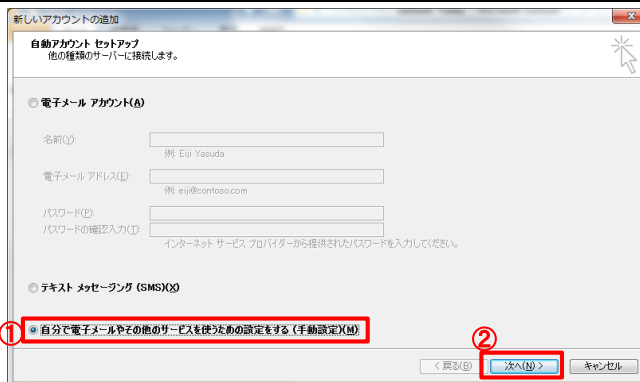 新しいアカウントの追加
自動アカウント セットアップ
他の種類のサーバーに接続します。
電子メール アカウント(A)
名前(Y):
例: Eiji Yasuda
電子メール アドレス(E):
例: eiji@contoso.com
パスワード(P):
パスワードの確認入力(T):
インターネット サービス プロバイダーから提供されたパスワードを入力してください。
テキスト メッセージング (SMS)(X)
① 自分で電子メールやその他のサービスを使うための設定をする (手動設定)(M)
②
< 戻る(B) 次へ(N) > キャンセル